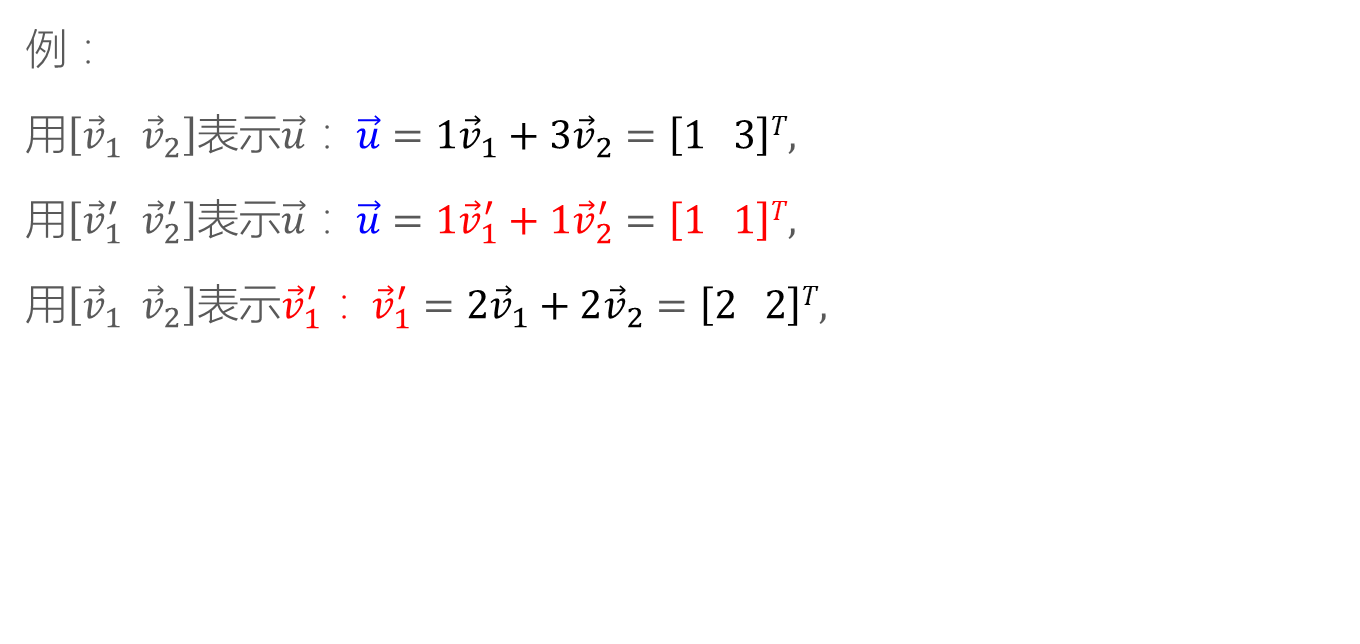 例：
用[v⃗₁ v⃗₂]表示u⃗：u⃗ = 1v⃗₁ + 3v⃗₂ = [1 3]ᵀ,
用[v⃗₁′ v⃗₂′]表示u⃗：u⃗ = 1v⃗₁′ + 1v⃗₂′ = [1 1]ᵀ,
用[v⃗₁ v⃗₂]表示v⃗₁′：v⃗₁′ = 2v⃗₁ + 2v⃗₂ = [2 2]ᵀ,